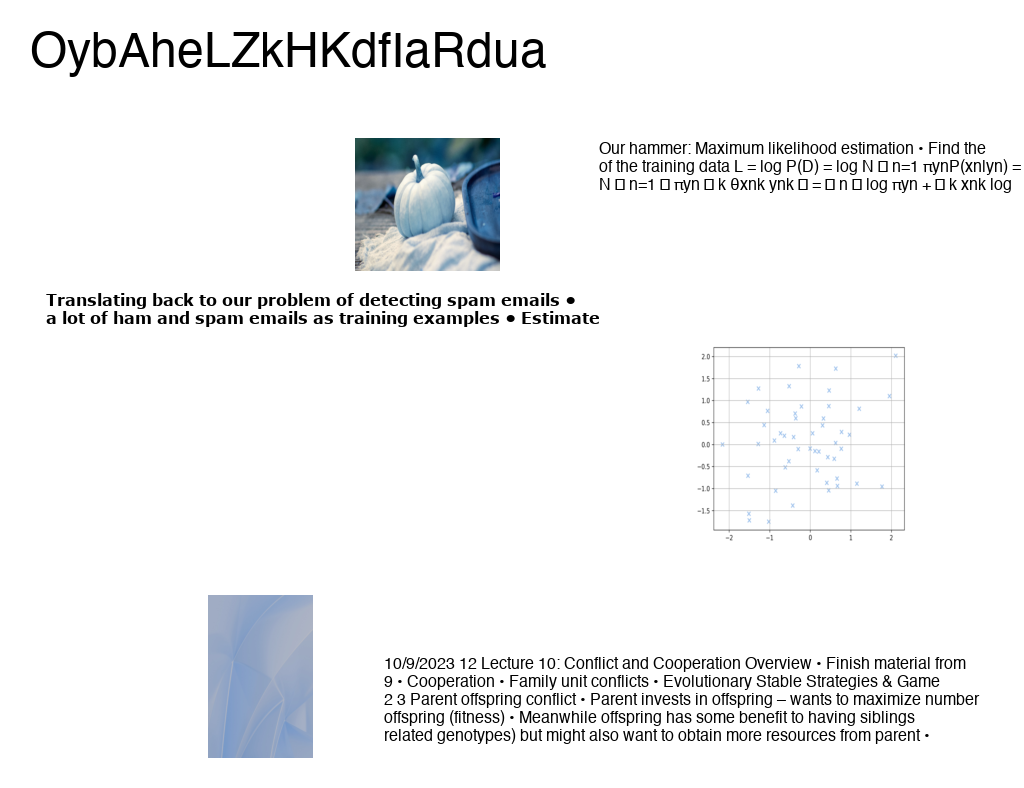 OybAheLZkHKdfIaRdua
Our hammer: Maximum likelihood estimation • Find the
of the training data L = log P(D) = log N □ n=1 πynP(xn|yn) =
N □ n=1 □ πyn □ k θxnk ynk □ = □ n □ log πyn + □ k xnk log
Translating back to our problem of detecting spam emails •
a lot of ham and spam emails as training examples • Estimate
2.0
1.5
1.0
0.5
0.0
−0.5
−1.0
−1.5
−2 −1 0 1 2
10/9/2023 12 Lecture 10: Conflict and Cooperation Overview • Finish material from
9 • Cooperation • Family unit conflicts • Evolutionary Stable Strategies & Game
2 3 Parent offspring conflict • Parent invests in offspring – wants to maximize number
offspring (fitness) • Meanwhile offspring has some benefit to having siblings
related genotypes) but might also want to obtain more resources from parent •